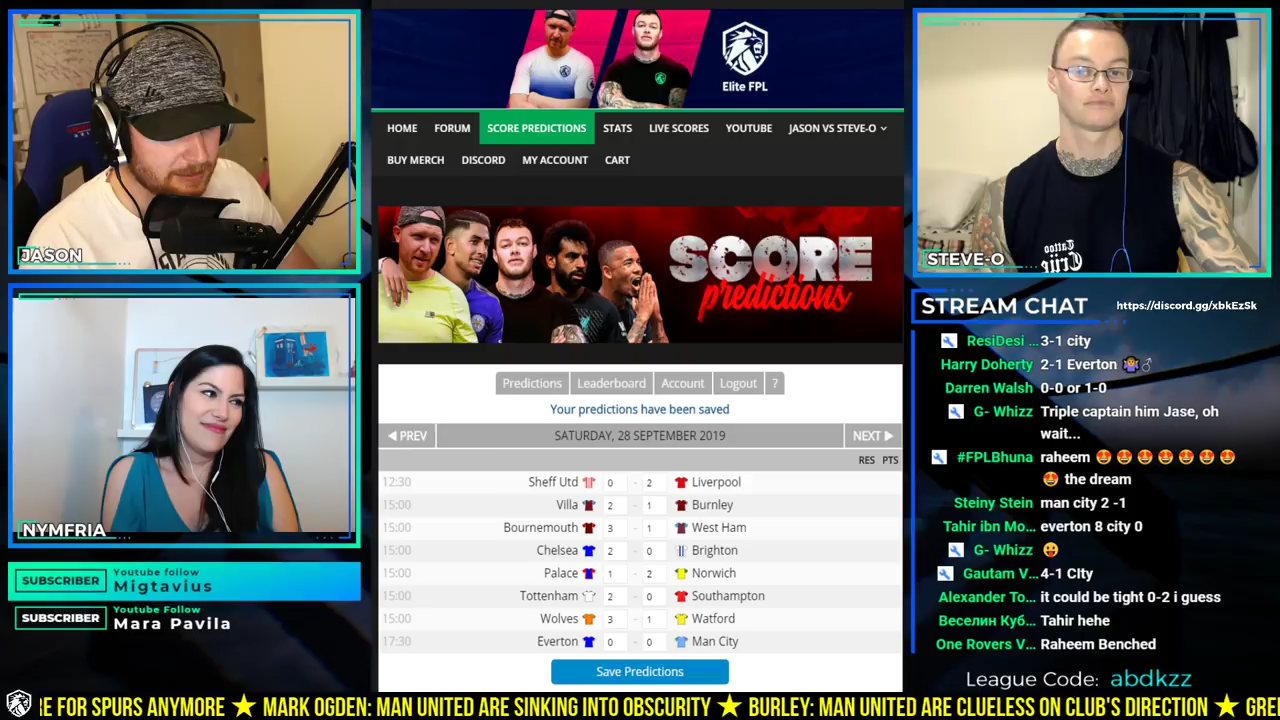 JASON
NYMFRIA
SUBSCRIBER Youtube follow
Migtavius
SUBSCRIBER Youtube Follow
Mara Pavila
Elite FPL
HOME FORUM SCORE PREDICTIONS STATS LIVE SCORES YOUTUBE JASON VS STEVE-O
BUY MERCH DISCORD MY ACCOUNT CART
SCORE
predictions
Predictions Leaderboard Account Logout ?
Your predictions have been saved
◀ PREV SATURDAY, 28 SEPTEMBER 2019 NEXT ▶
RES PTS
12:30 Sheff Utd 0 - 2 Liverpool
15:00 Villa 2 - 1 Burnley
15:00 Bournemouth 3 - 1 West Ham
15:00 Chelsea 2 - 0 Brighton
15:00 Palace 1 - 2 Norwich
15:00 Tottenham 2 - 0 Southampton
15:00 Wolves 3 - 1 Watford
17:30 Everton 0 - 0 Man City
Save Predictions
STEVE-O
STREAM CHAT https://discord.gg/xbkEzSk
ResiDesi ... 3-1 city
Harry Doherty 2-1 Everton 🤷🏽‍♂
Darren Walsh 0-0 or 1-0
G- Whizz Triple captain him Jase, oh
wait...
#FPLBhuna raheem 🤩 🤩 🤩 🤩 🤩 🤩 🤩
🤩 the dream
Steiny Stein man city 2 -1
Tahir ibn Mo... everton 8 city 0
G- Whizz 😛
Gautam V... 4-1 CIty
Alexander To... it could be tight 0-2 i guess
Веселин Куб... Tahir hehe
One Rovers V... Raheem Benched
League Code: abdkzz
E FOR SPURS ANYMORE ★ MARK OGDEN: MAN UNITED ARE SINKING INTO OBSCURITY ★ BURLEY: MAN UNITED ARE CLUELESS ON CLUB'S DIRECTION ★ GRE